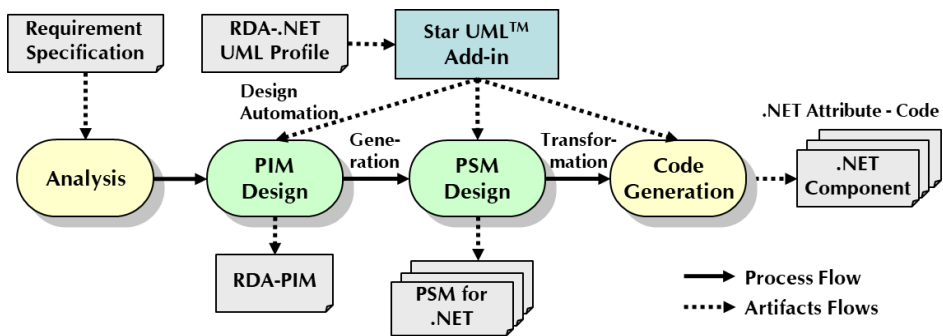 Requirement
Specification
RDA-.NET
UML Profile
Star UML™
Add-in
Design
Automation
.NET Attribute - Code
Analysis
PIM
Design
Gene-
ration
PSM
Design
Transfor-
mation
Code
Generation
.NET
Component
RDA-PIM
PSM for
.NET
Process Flow
Artifacts Flows